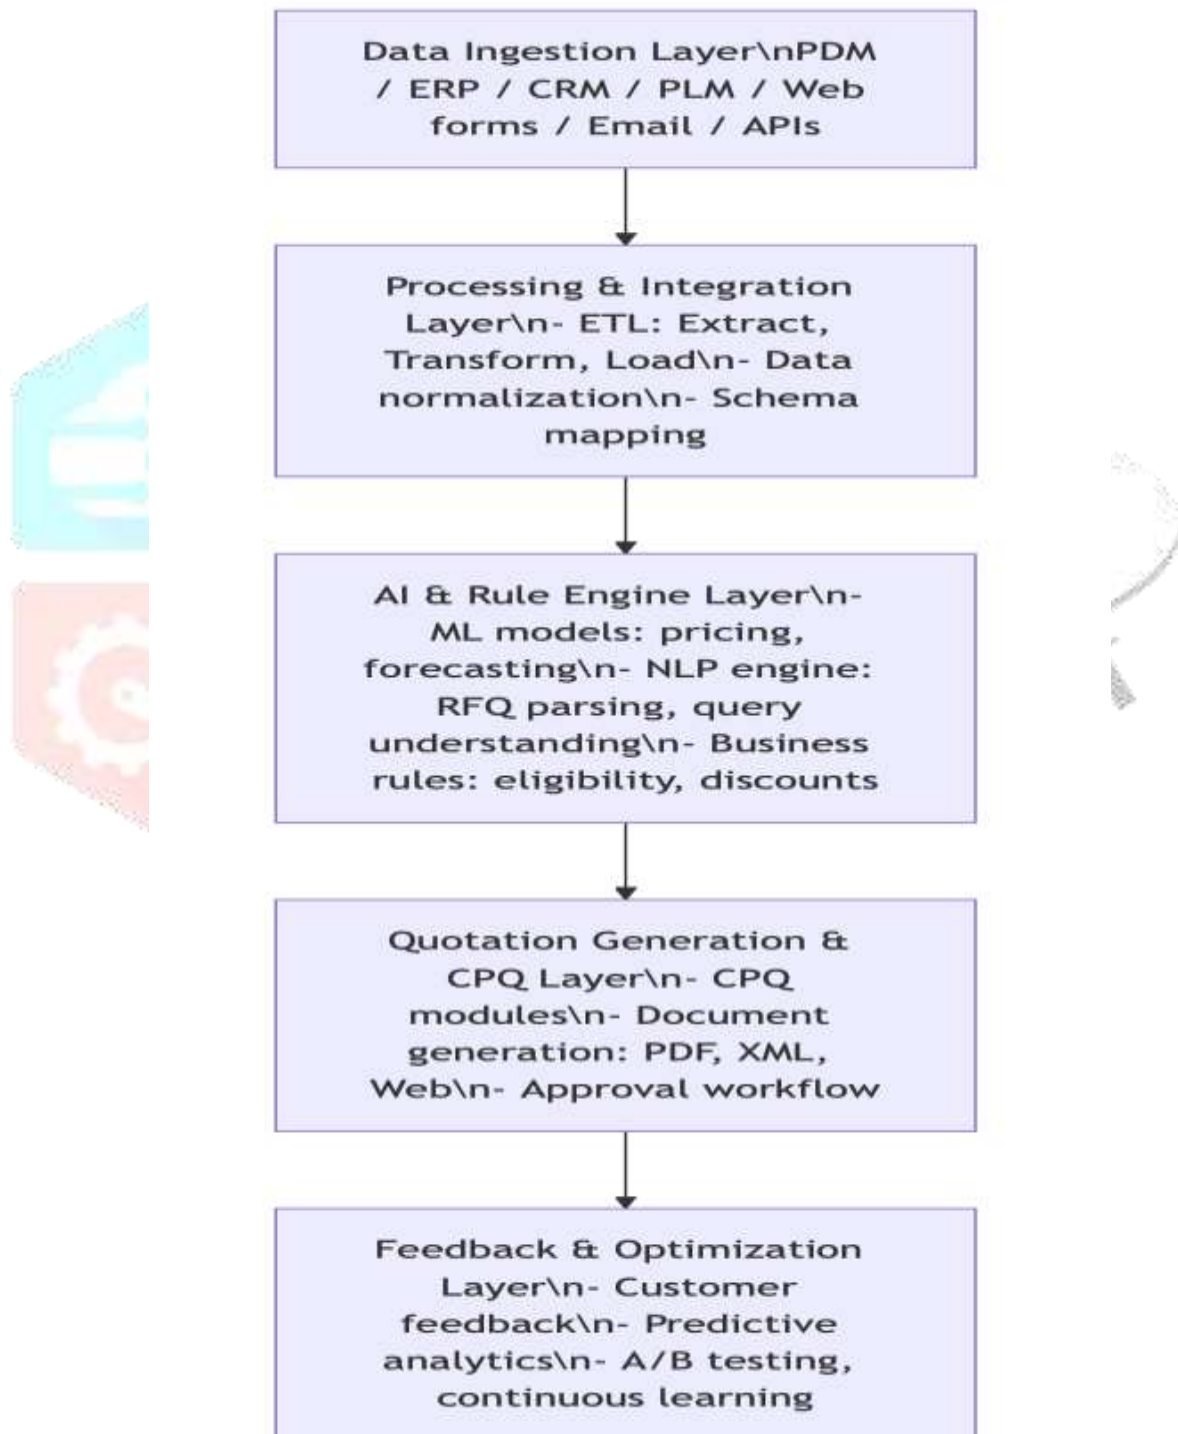 Data Ingestion Layer\nPDM
/ ERP / CRM / PLM / Web
forms / Email / APIs
Processing & Integration
Layer\n- ETL: Extract,
Transform, Load\n- Data
normalization\n- Schema
mapping
AI & Rule Engine Layer\n-
ML models: pricing,
forecasting\n- NLP engine:
RFQ parsing, query
understanding\n- Business
rules: eligibility, discounts
Quotation Generation &
CPQ Layer\n- CPQ
modules\n- Document
generation: PDF, XML,
Web\n- Approval workflow
Feedback & Optimization
Layer\n- Customer
feedback\n- Predictive
analytics\n- A/B testing,
continuous learning